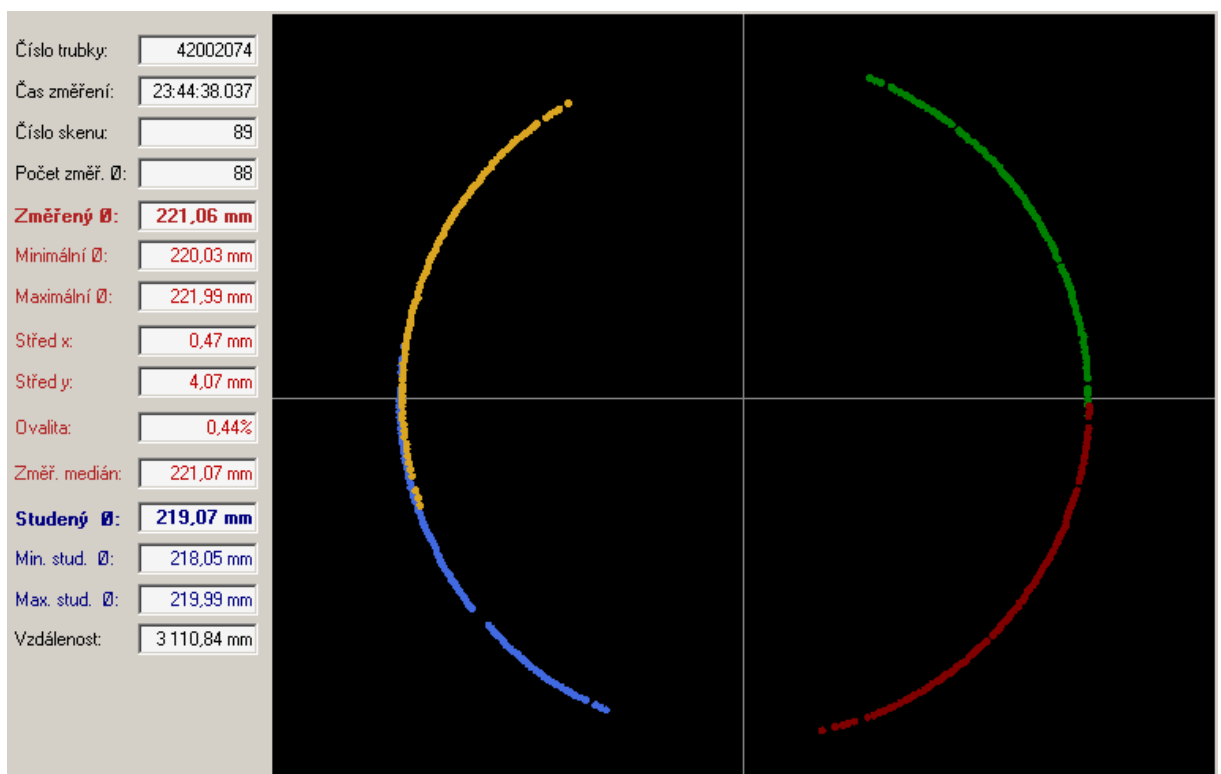 Číslo trubky: 42002074
Čas změření: 23:44:38.037
Číslo skenu: 89
Počet změř. Ø: 88
Změřený Ø: 221,06 mm
Minimální Ø: 220,03 mm
Maximální Ø: 221,99 mm
Střed x: 0,47 mm
Střed y: 4,07 mm
Ovalita: 0,44%
Změř. medián: 221,07 mm
Studený Ø: 219,07 mm
Min. stud. Ø: 218,05 mm
Max. stud. Ø: 219,99 mm
Vzdálenost: 3 110,84 mm